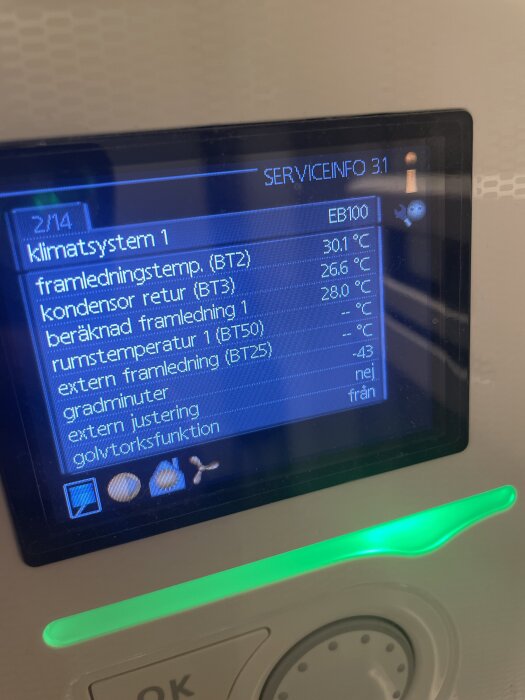 SERVICEINFO 3.1
2/14
klimatsystem 1 EB100
framledningstemp. (BT2) 30.1 °C
kondensor retur (BT3) 26.6 °C
beräknad framledning 1 28.0 °C
rumstemperatur 1 (BT50) -- °C
extern framledning (BT25) -- °C
gradminuter -43
extern justering nej
golvtorksfunktion från
OK